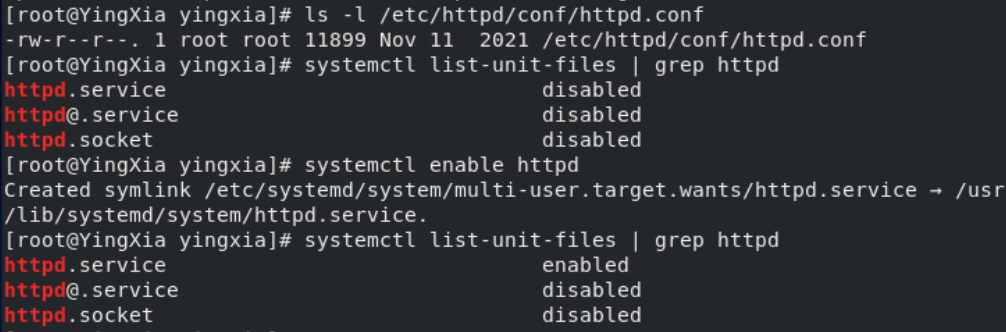 [root@YingXia yingxia]# ls -l /etc/httpd/conf/httpd.conf
-rw-r--r--. 1 root root 11899 Nov 11  2021 /etc/httpd/conf/httpd.conf
[root@YingXia yingxia]# systemctl list-unit-files | grep httpd
httpd.service                              disabled
httpd@.service                             disabled
httpd.socket                               disabled
[root@YingXia yingxia]# systemctl enable httpd
Created symlink /etc/systemd/system/multi-user.target.wants/httpd.service → /usr
/lib/systemd/system/httpd.service.
[root@YingXia yingxia]# systemctl list-unit-files | grep httpd
httpd.service                              enabled
httpd@.service                             disabled
httpd.socket                               disabled